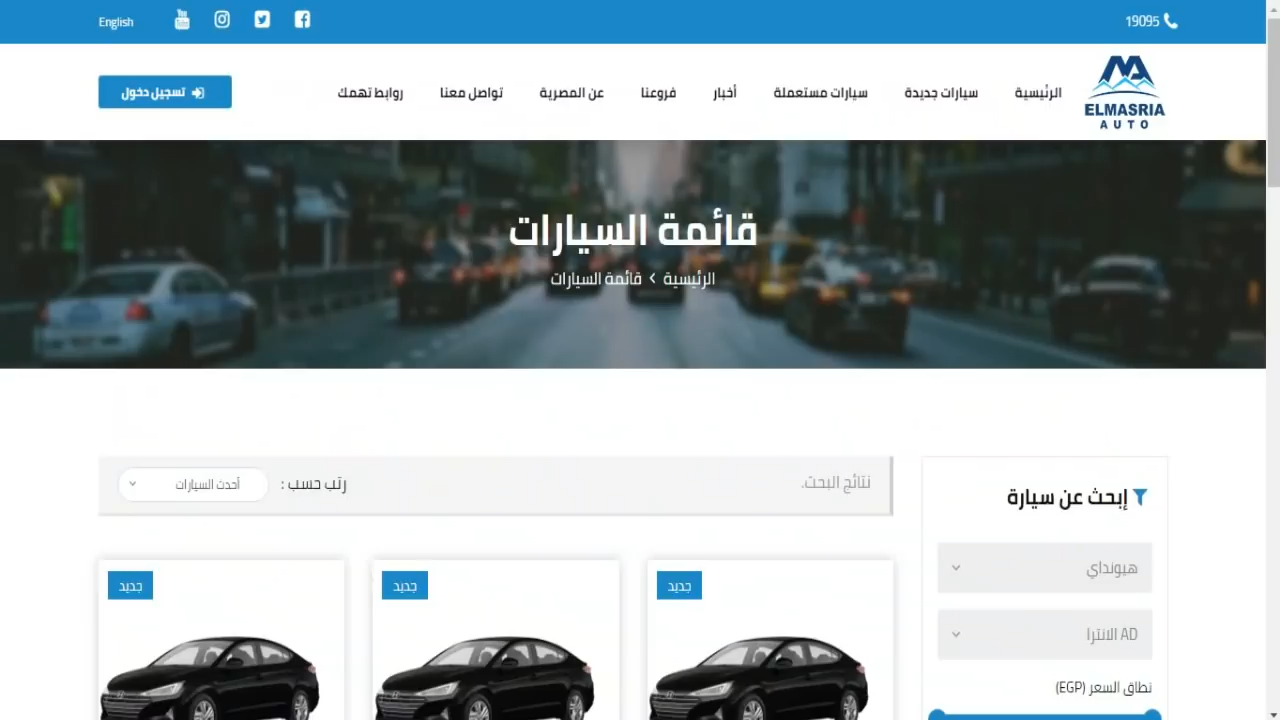 19095
English
ELMASRIA
AUTO
الرئيسية
سيارات جديدة
سيارات مستعملة
أخبار
فروعنا
عن المصرية
تواصل معنا
روابط تهمك
تسجيل دخول
قائمة السيارات
الرئيسية › قائمة السيارات
إبحث عن سيارة
هيونداي
AD الانترا
نطاق السعر (EGP)
نتائج البحث.
رتب حسب :
أحدث السيارات
جديد
جديد
جديد